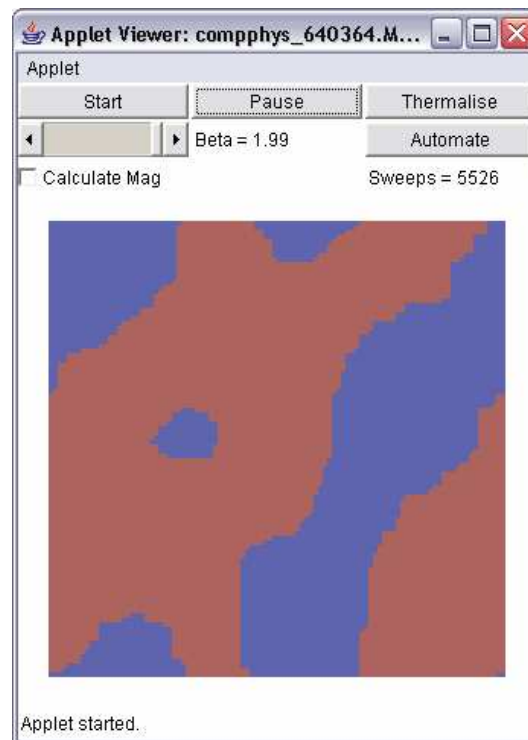 Applet Viewer: compphys_640364.M...
Applet
Start Pause Thermalise
Beta = 1.99 Automate
Calculate Mag Sweeps = 5526
Applet started.